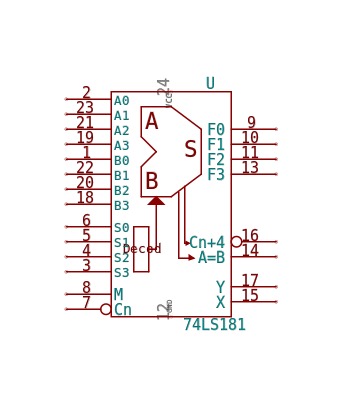 U
24
VCC
2 A0
23 A1
21 A2
19 A3
1 B0
22 B1
20 B2
18 B3
6 S0
5 S1
4 S2
3 S3
8 M
7 Cn
A
B
S
Decod
F0 9
F1 10
F2 11
F3 13
Cn+4 16
A=B 14
Y 17
X 15
12
GND
74LS181